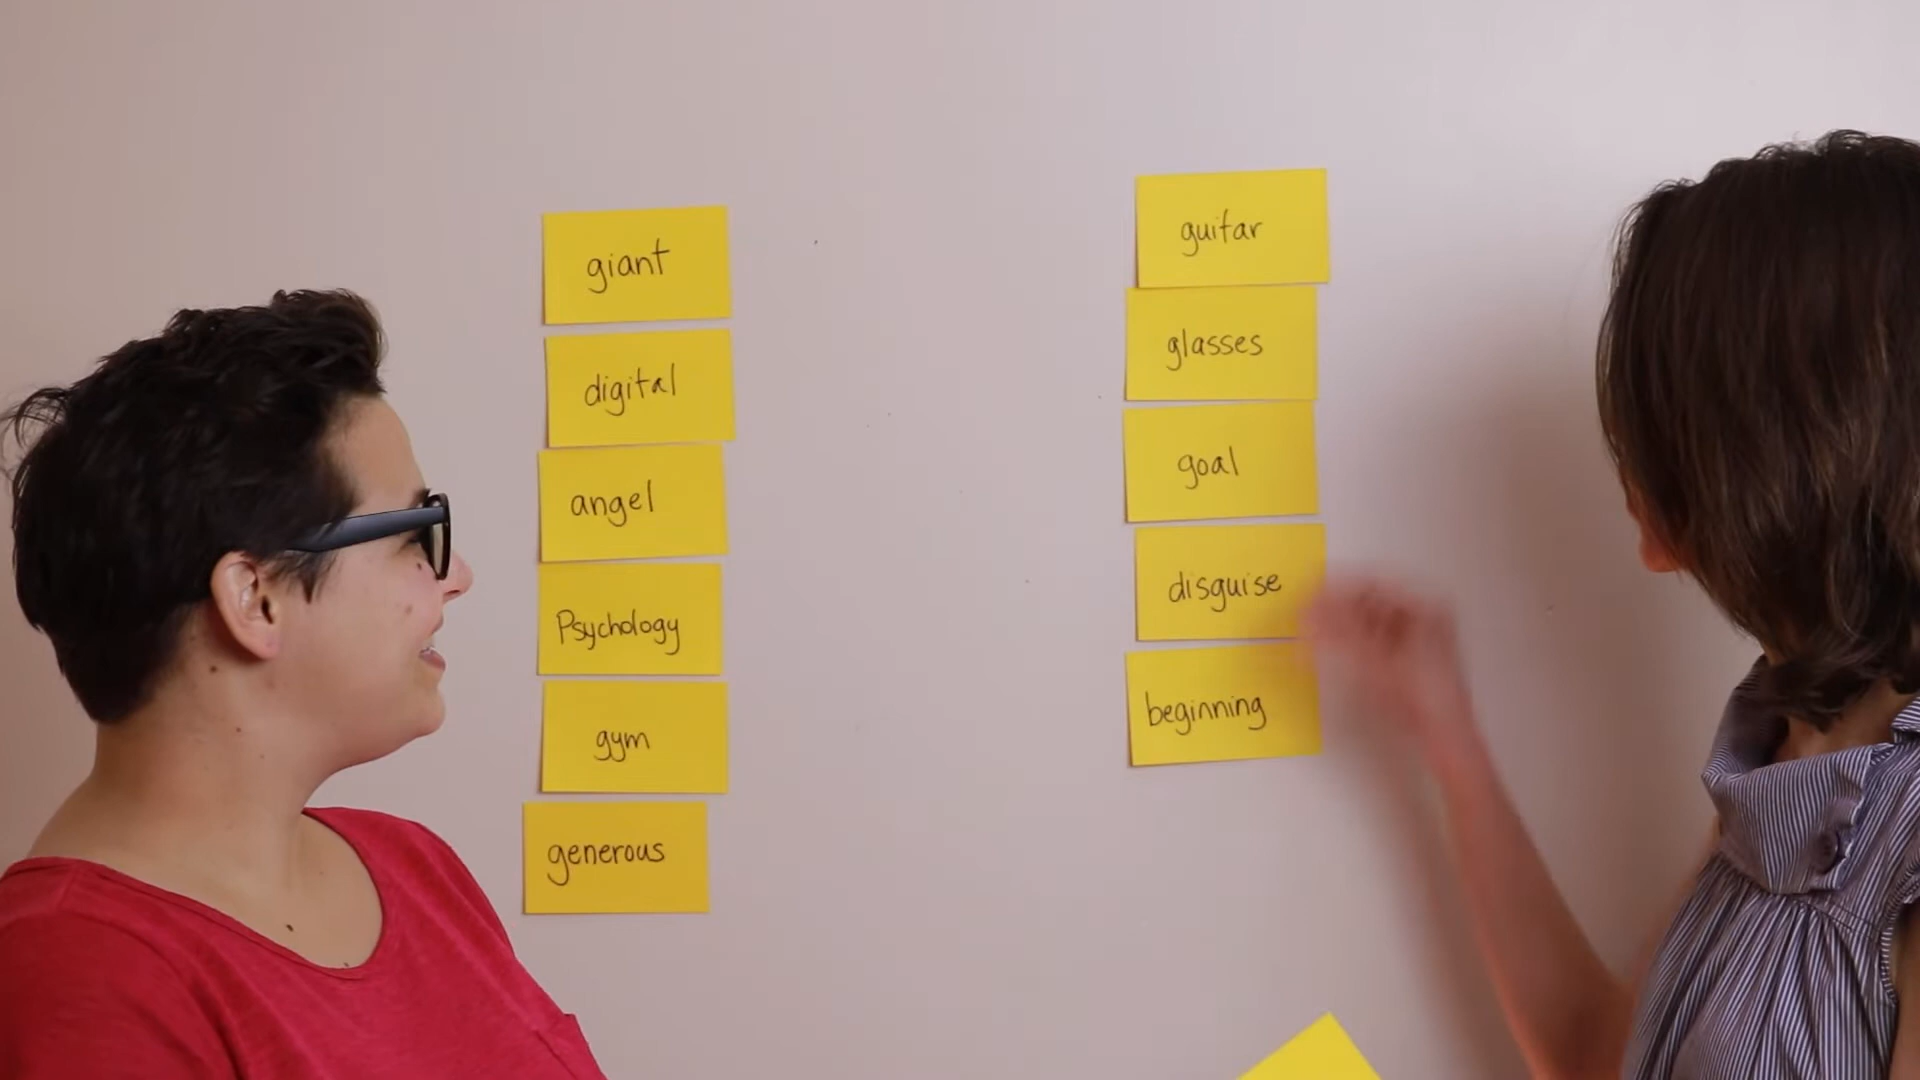 giant
digital
angel
Psychology
gym
generous
guitar
glasses
goal
disguise
beginning